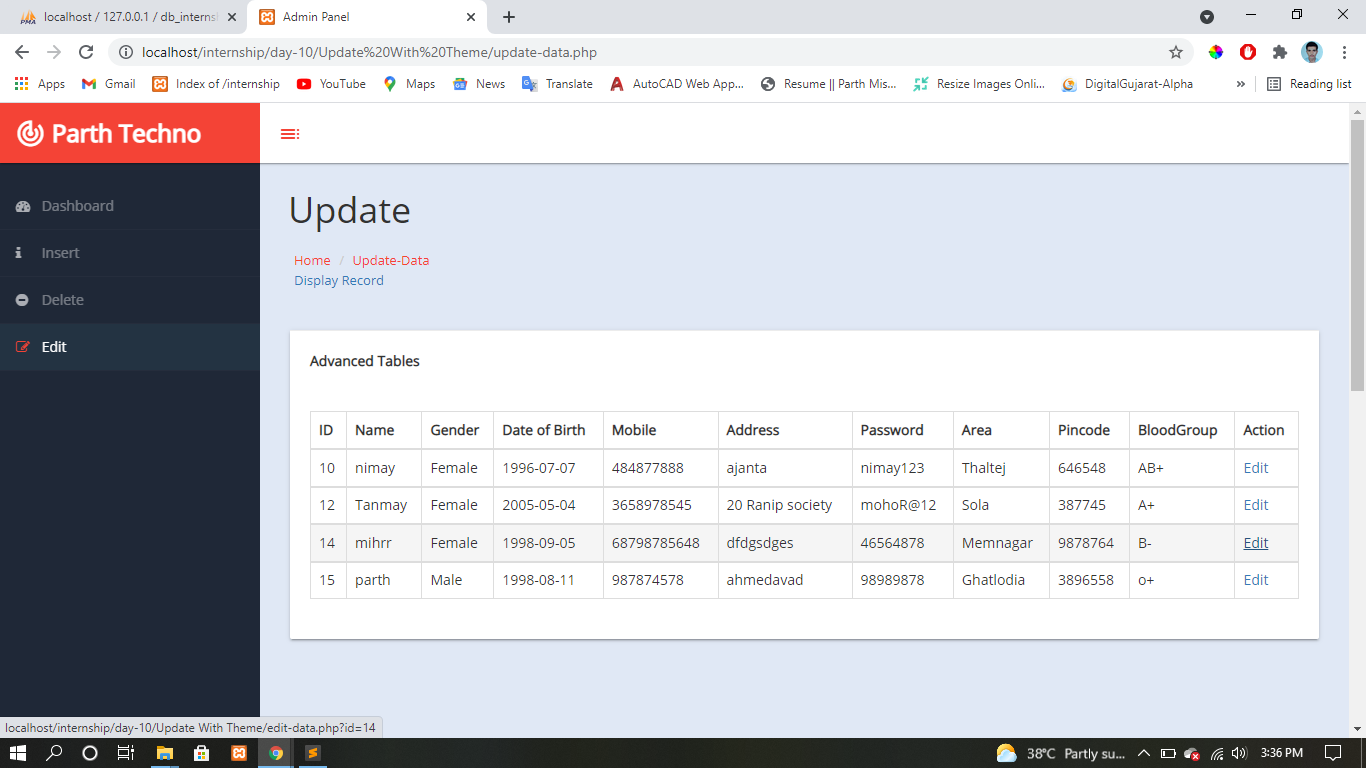 localhost / 127.0.0.1 / db_interns
Admin Panel
localhost/internship/day-10/Update%20With%20Theme/update-data.php
Apps Gmail Index of /internship YouTube Maps News Translate AutoCAD Web App... Resume || Parth Mis... Resize Images Onli... DigitalGujarat-Alpha » Reading list
Parth Techno
Dashboard
Insert
Delete
Edit
Update
Home / Update-Data
Display Record
Advanced Tables
ID Name Gender Date of Birth Mobile Address Password Area Pincode BloodGroup Action
10 nimay Female 1996-07-07 484877888 ajanta nimay123 Thaltej 646548 AB+ Edit
12 Tanmay Female 2005-05-04 3658978545 20 Ranip society mohoR@12 Sola 387745 A+ Edit
14 mihrr Female 1998-09-05 68798785648 dfdgsdges 46564878 Memnagar 9878764 B- Edit
15 parth Male 1998-08-11 987874578 ahmedavad 98989878 Ghatlodia 3896558 o+ Edit
localhost/internship/day-10/Update With Theme/edit-data.php?id=14
38°C Partly su... 3:36 PM